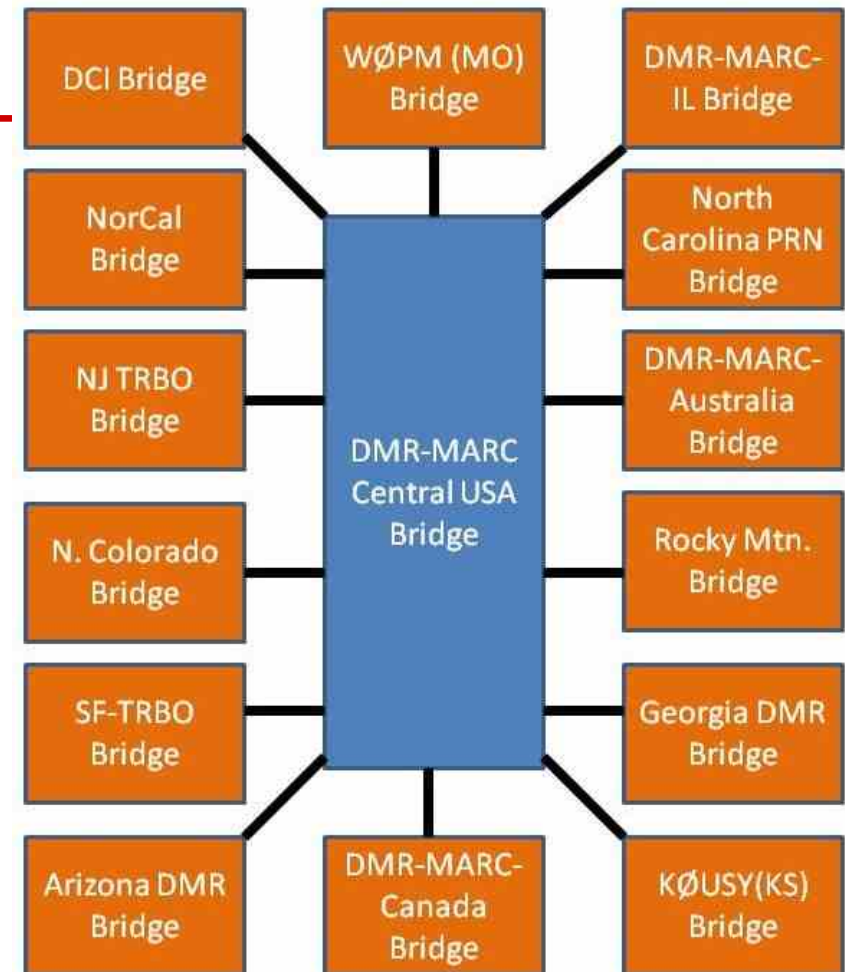 DCI Bridge
WØPM (MO)
Bridge
DMR-MARC-
IL Bridge
NorCal
Bridge
North
Carolina PRN
Bridge
NJ TRBO
Bridge
DMR-MARC-
Australia
Bridge
DMR-MARC
Central USA
Bridge
N. Colorado
Bridge
Rocky Mtn.
Bridge
SF-TRBO
Bridge
Georgia DMR
Bridge
Arizona DMR
Bridge
DMR-MARC-
Canada
Bridge
KØUSY(KS)
Bridge